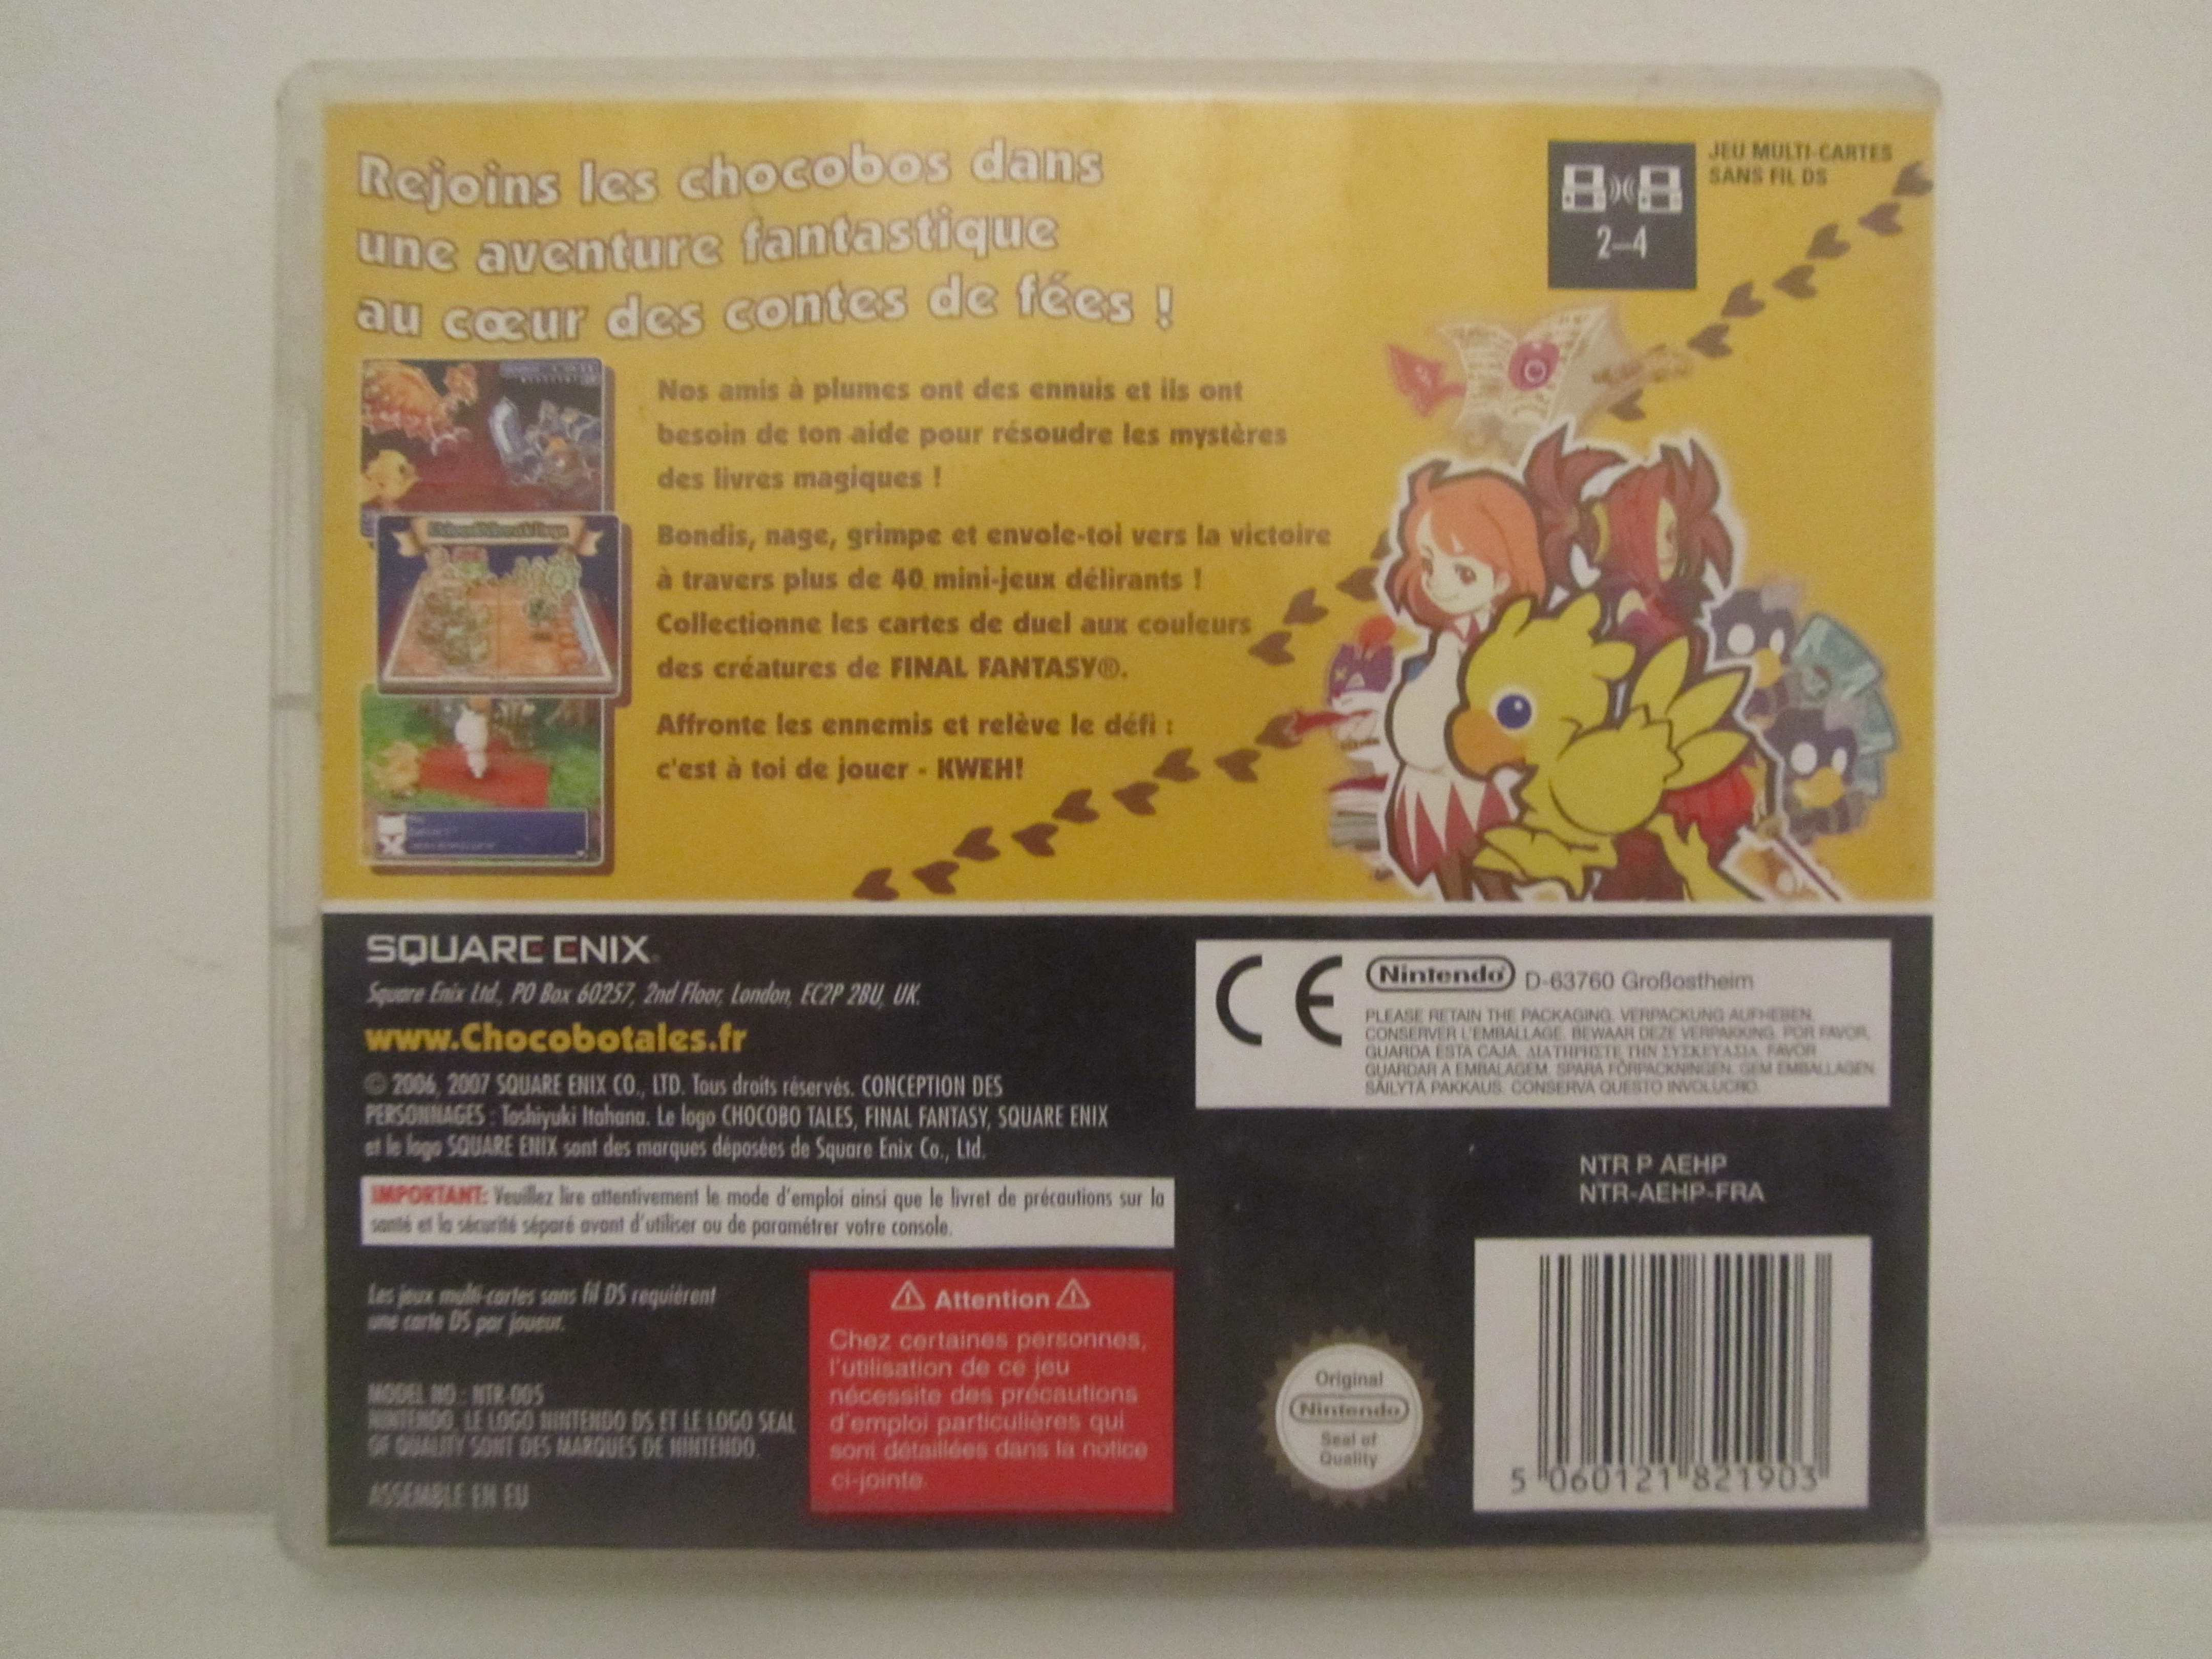 Rejoins les chocobos dans
une aventure fantastique
au cœur des contes de fées !
JEU MULTI-CARTES
SANS FIL DS
2-4
Nos amis à plumes ont des ennuis et ils ont
besoin de ton aide pour résoudre les mystères
des livres magiques !
Bondis, nage, grimpe et envole-toi vers la victoire
à travers plus de 40 mini-jeux délirants !
Collectionne les cartes de duel aux couleurs
des créatures de FINAL FANTASY®.
Affronte les ennemis et relève le défi :
c'est à toi de jouer - KWEH!
SQUARE ENIX
Square Enix Ltd., PO Box 60257, 2nd Floor, London, EC2P 2BU, UK.
www.Chocobotales.fr
© 2006, 2007 SQUARE ENIX CO., LTD. Tous droits réservés. CONCEPTION DES
PERSONNAGES : Toshiyuki Itahana. Le logo CHOCOBO TALES, FINAL FANTASY, SQUARE ENIX
et le logo SQUARE ENIX sont des marques déposées de Square Enix Co., Ltd.
IMPORTANT: Veuillez lire attentivement le mode d'emploi ainsi que le livret de précautions sur la
santé et la sécurité séparé avant d'utiliser ou de paramétrer votre console.
Les jeux multi-cartes sans fil DS requièrent
une carte DS par joueur.
MODEL NO : NTR-005
NINTENDO, LE LOGO NINTENDO DS ET LE LOGO SEAL
OF QUALITY SONT DES MARQUES DE NINTENDO.
ASSEMBLE EN EU
Attention
Chez certaines personnes,
l'utilisation de ce jeu
nécessite des précautions
d'emploi particulières qui
sont détaillées dans la notice
ci-jointe.
CE
Nintendo D-63760 Großostheim
PLEASE RETAIN THE PACKAGING. VERPACKUNG AUFHEBEN.
CONSERVER L'EMBALLAGE. BEWAAR DEZE VERPAKKING. POR FAVOR,
GUARDA ESTA CAJA. ΔΙΑΤΗΡΗΣΤΕ ΤΗΝ ΣΥΣΚΕΥΑΣΙΑ. FAVOR
GUARDAR A EMBALAGEM. SPARA FÖRPACKNINGEN. GEM EMBALLAGEN.
SÄILYTÄ PAKKAUS. CONSERVA QUESTO INVOLUCRO.
NTR P AEHP
NTR-AEHP-FRA
Original
Nintendo
Seal of
Quality
5 060121 821903